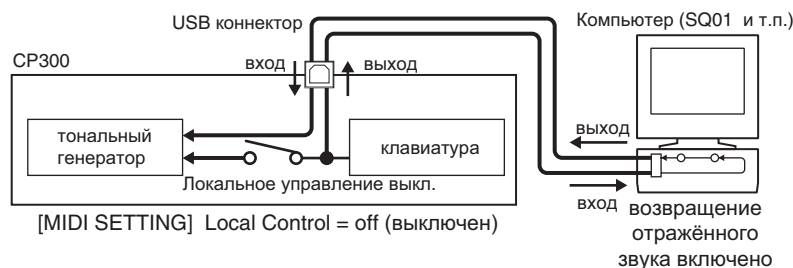 USB коннектор
Компьютер (SQ01 и т.п.)
CP300
вход
выход
тональный
генератор
клавиатура
Локальное управление выкл.
выход
вход
[MIDI SETTING] Local Control = off (выключен)
возвращение
отражённого
звука включено